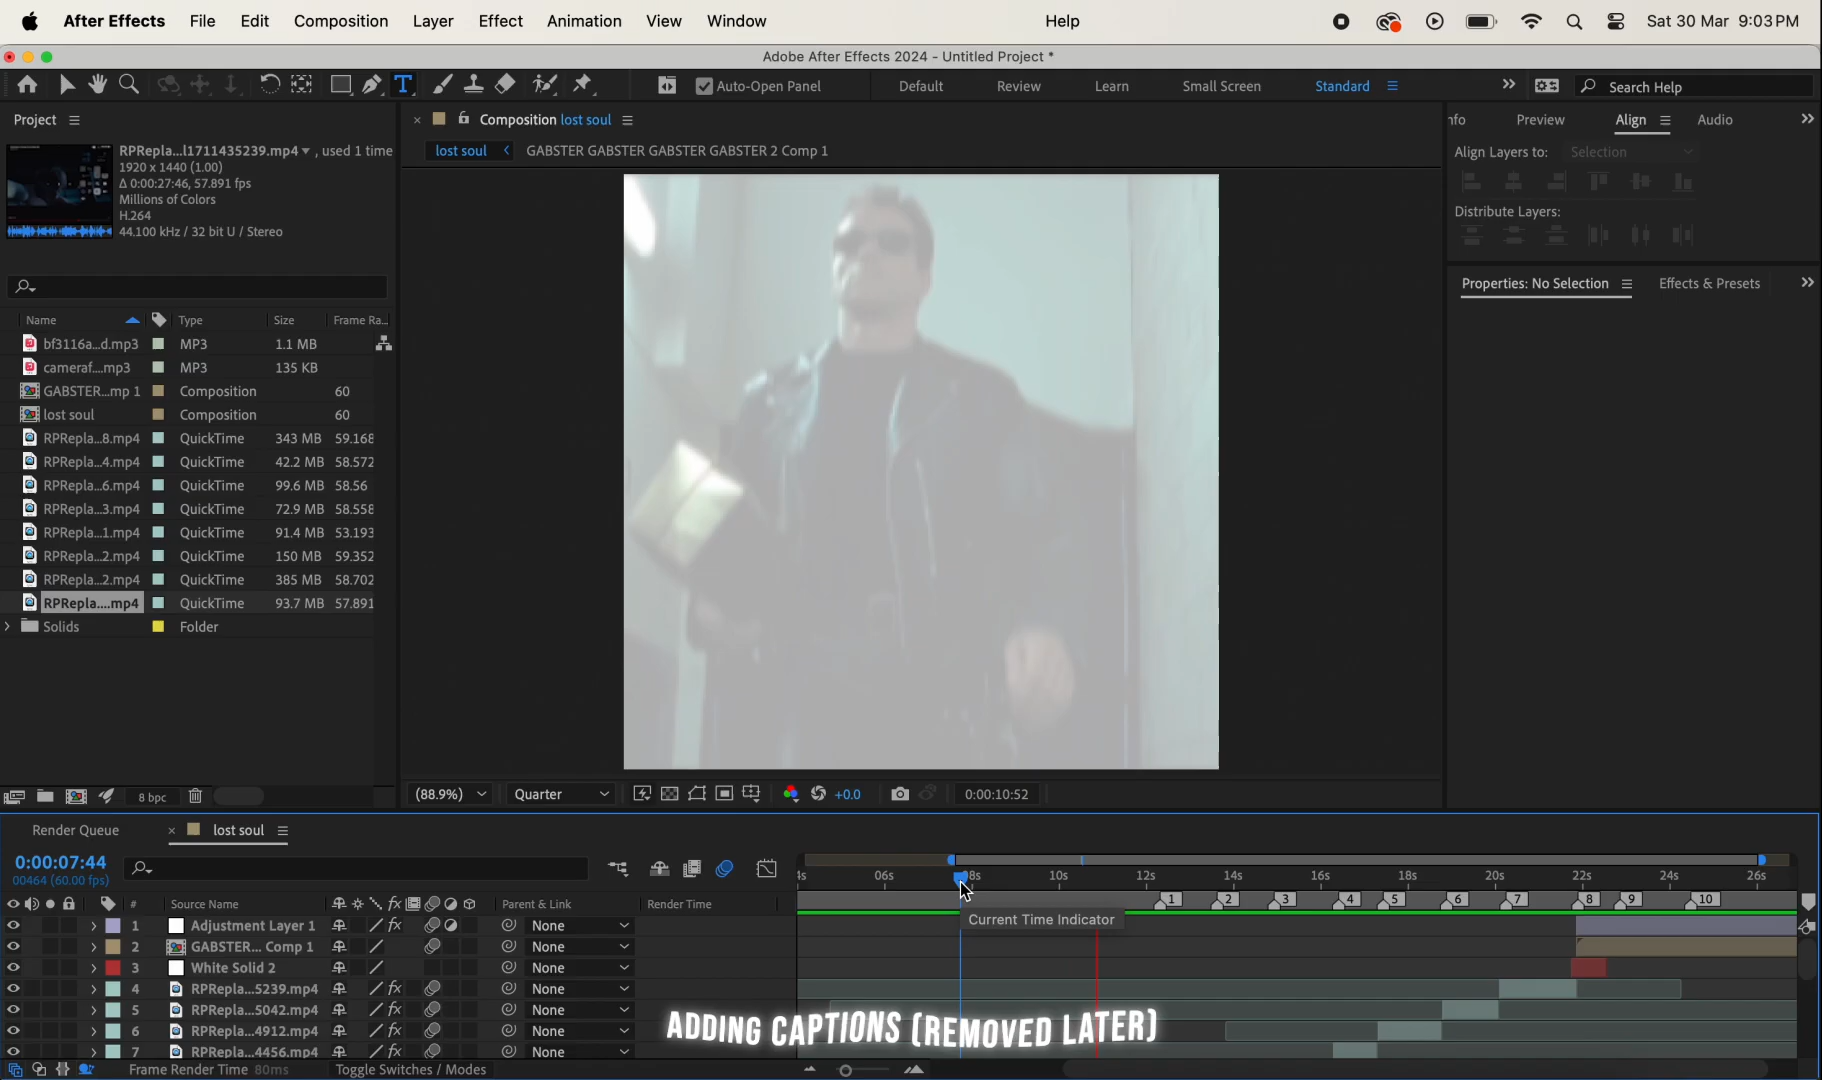 After Effects File Edit Composition Layer Effect Animation View Window Help Sat 30 Mar 9:03 PM
Adobe After Effects 2024 - Untitled Project *
Auto-Open Panel Default Review Learn Small Screen Standard Search Help
Project
Composition lost soul
nfo Preview Align Audio
RPRepla...l1711435239.mp4 , used 1 time
1920 x 1440 (1.00)
Δ 0:00:27:46, 57.891 fps
Millions of Colors
H.264
44.100 kHz / 32 bit U / Stereo
lost soul GABSTER GABSTER GABSTER GABSTER 2 Comp 1
Align Layers to: Selection
Distribute Layers:
Properties: No Selection Effects & Presets
Name Type Size Frame Ra...
bf3116a...d.mp3 MP3 1.1 MB
cameraf....mp3 MP3 135 KB
GABSTER...mp 1 Composition 60
lost soul Composition 60
RPRepla...8.mp4 QuickTime 343 MB 59.168
RPRepla...4.mp4 QuickTime 42.2 MB 58.572
RPRepla...6.mp4 QuickTime 99.6 MB 58.56
RPRepla...3.mp4 QuickTime 72.9 MB 58.558
RPRepla...1.mp4 QuickTime 91.4 MB 53.193
RPRepla...2.mp4 QuickTime 150 MB 59.352
RPRepla...2.mp4 QuickTime 385 MB 58.702
RPRepla....mp4 QuickTime 93.7 MB 57.891
Solids Folder
8 bpc
(88.9%) Quarter +0.0 0:00:10:52
Render Queue lost soul
0:00:07:44
00464 (60.00 fps)
4s 06s 08s 10s 12s 14s 16s 18s 20s 22s 24s 26s
# Source Name Parent & Link Render Time
1 2 3 4 5 6 7 8 9 10
Current Time Indicator
1 Adjustment Layer 1 None
2 GABSTER... Comp 1 None
3 White Solid 2 None
4 RPRepla...5239.mp4 None
5 RPRepla...5042.mp4 None
6 RPRepla...4912.mp4 None
7 RPRepla...4456.mp4 None
ADDING CAPTIONS (REMOVED LATER)
Frame Render Time 80ms Toggle Switches / Modes